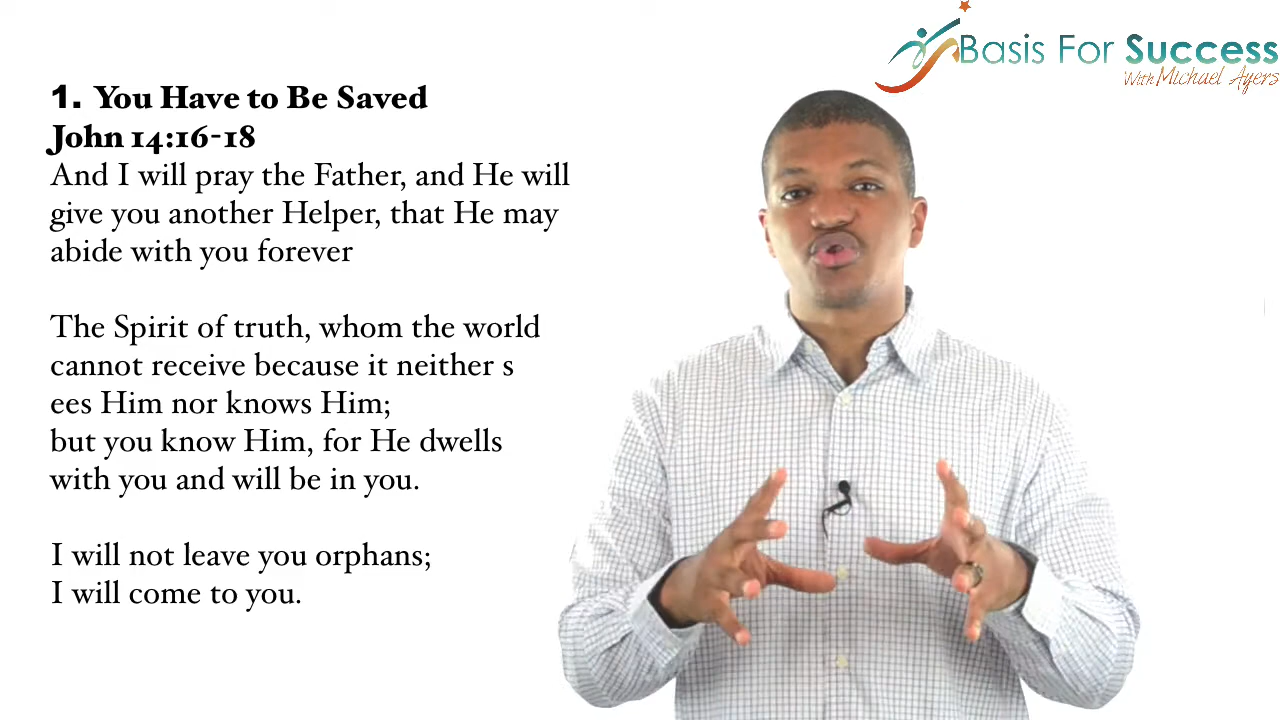 Basis For Success
With Michael Ayers
1. You Have to Be Saved
John 14:16-18
And I will pray the Father, and He will
give you another Helper, that He may
abide with you forever
The Spirit of truth, whom the world
cannot receive because it neither s
ees Him nor knows Him;
but you know Him, for He dwells
with you and will be in you.
I will not leave you orphans;
I will come to you.